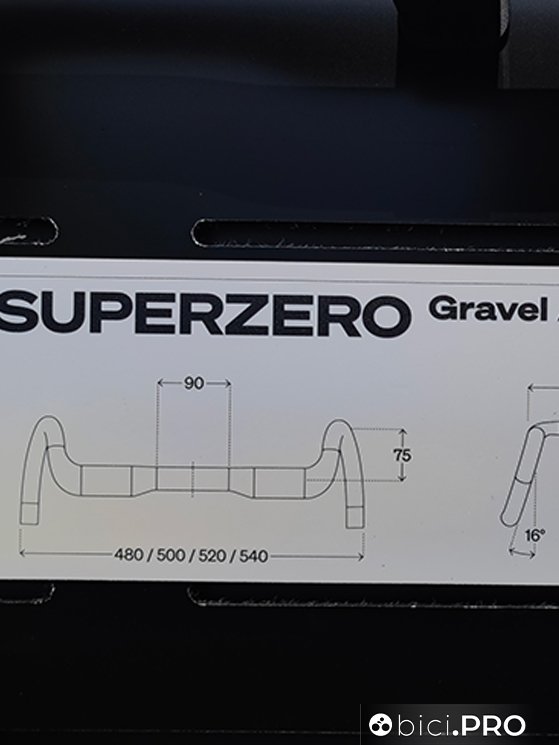 SUPERZERO Gravel
90
75
480 / 500 / 520 / 540
16°
bici.PRO